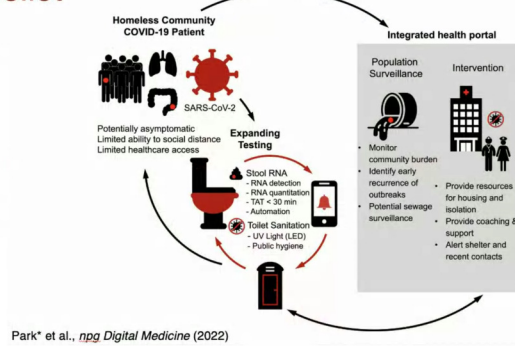 Homeless Community
COVID-19 Patient
SARS-CoV-2
Potentially asymptomatic
Limited ability to social distance
Limited healthcare access
Expanding
Testing
Stool RNA
- RNA detection
- RNA quantitation
- TAT < 30 min
- Automation
Toilet Sanitation
- UV Light (LED)
- Public hygiene
Integrated health portal
Population
Surveillance
• Monitor
community burden
• Identify early
recurrence of
outbreaks
• Potential sewage
surveillance
Intervention
• Provide resources
for housing and
isolation
• Provide coaching &
support
• Alert shelter and
recent contacts
Park* et al., npg Digital Medicine (2022)